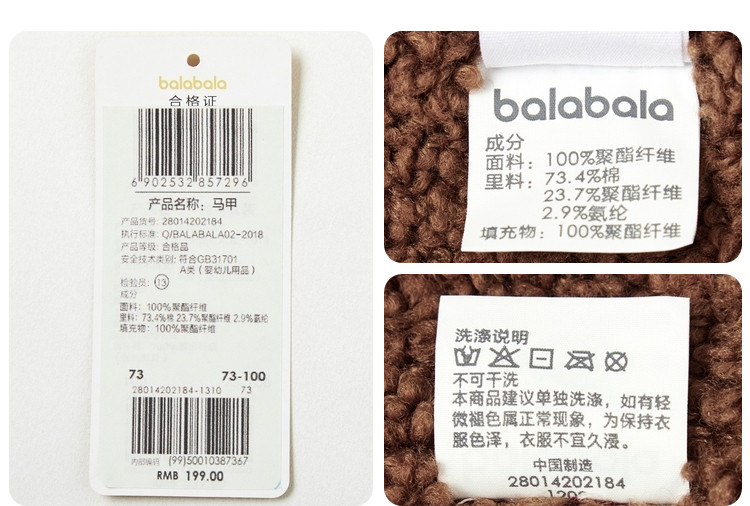 balabala
合格证
6 902532 857296
产品名称：马甲
产品货号: 28014202184
执行标准: Q/BALABALA02-2018
产品等级: 合格品
安全技术类别: 符合GB31701
A类（婴幼儿用品）
检验员: 13
成分
面料: 100%聚酯纤维
里料: 73.4%棉 23.7%聚酯纤维 2.9%氨纶
填充物: 100%聚酯纤维
73 73-100
28014202184-1310 73
内部编码 (99)50010387367
RMB 199.00
balabala
成分
面料: 100%聚酯纤维
里料: 73.4%棉
23.7%聚酯纤维
2.9%氨纶
填充物: 100%聚酯纤维
洗涤说明
不可干洗
本商品建议单独洗涤，如有轻
微褪色属正常现象，为保持衣
服色泽，衣服不宜久浸。
中国制造
28014202184